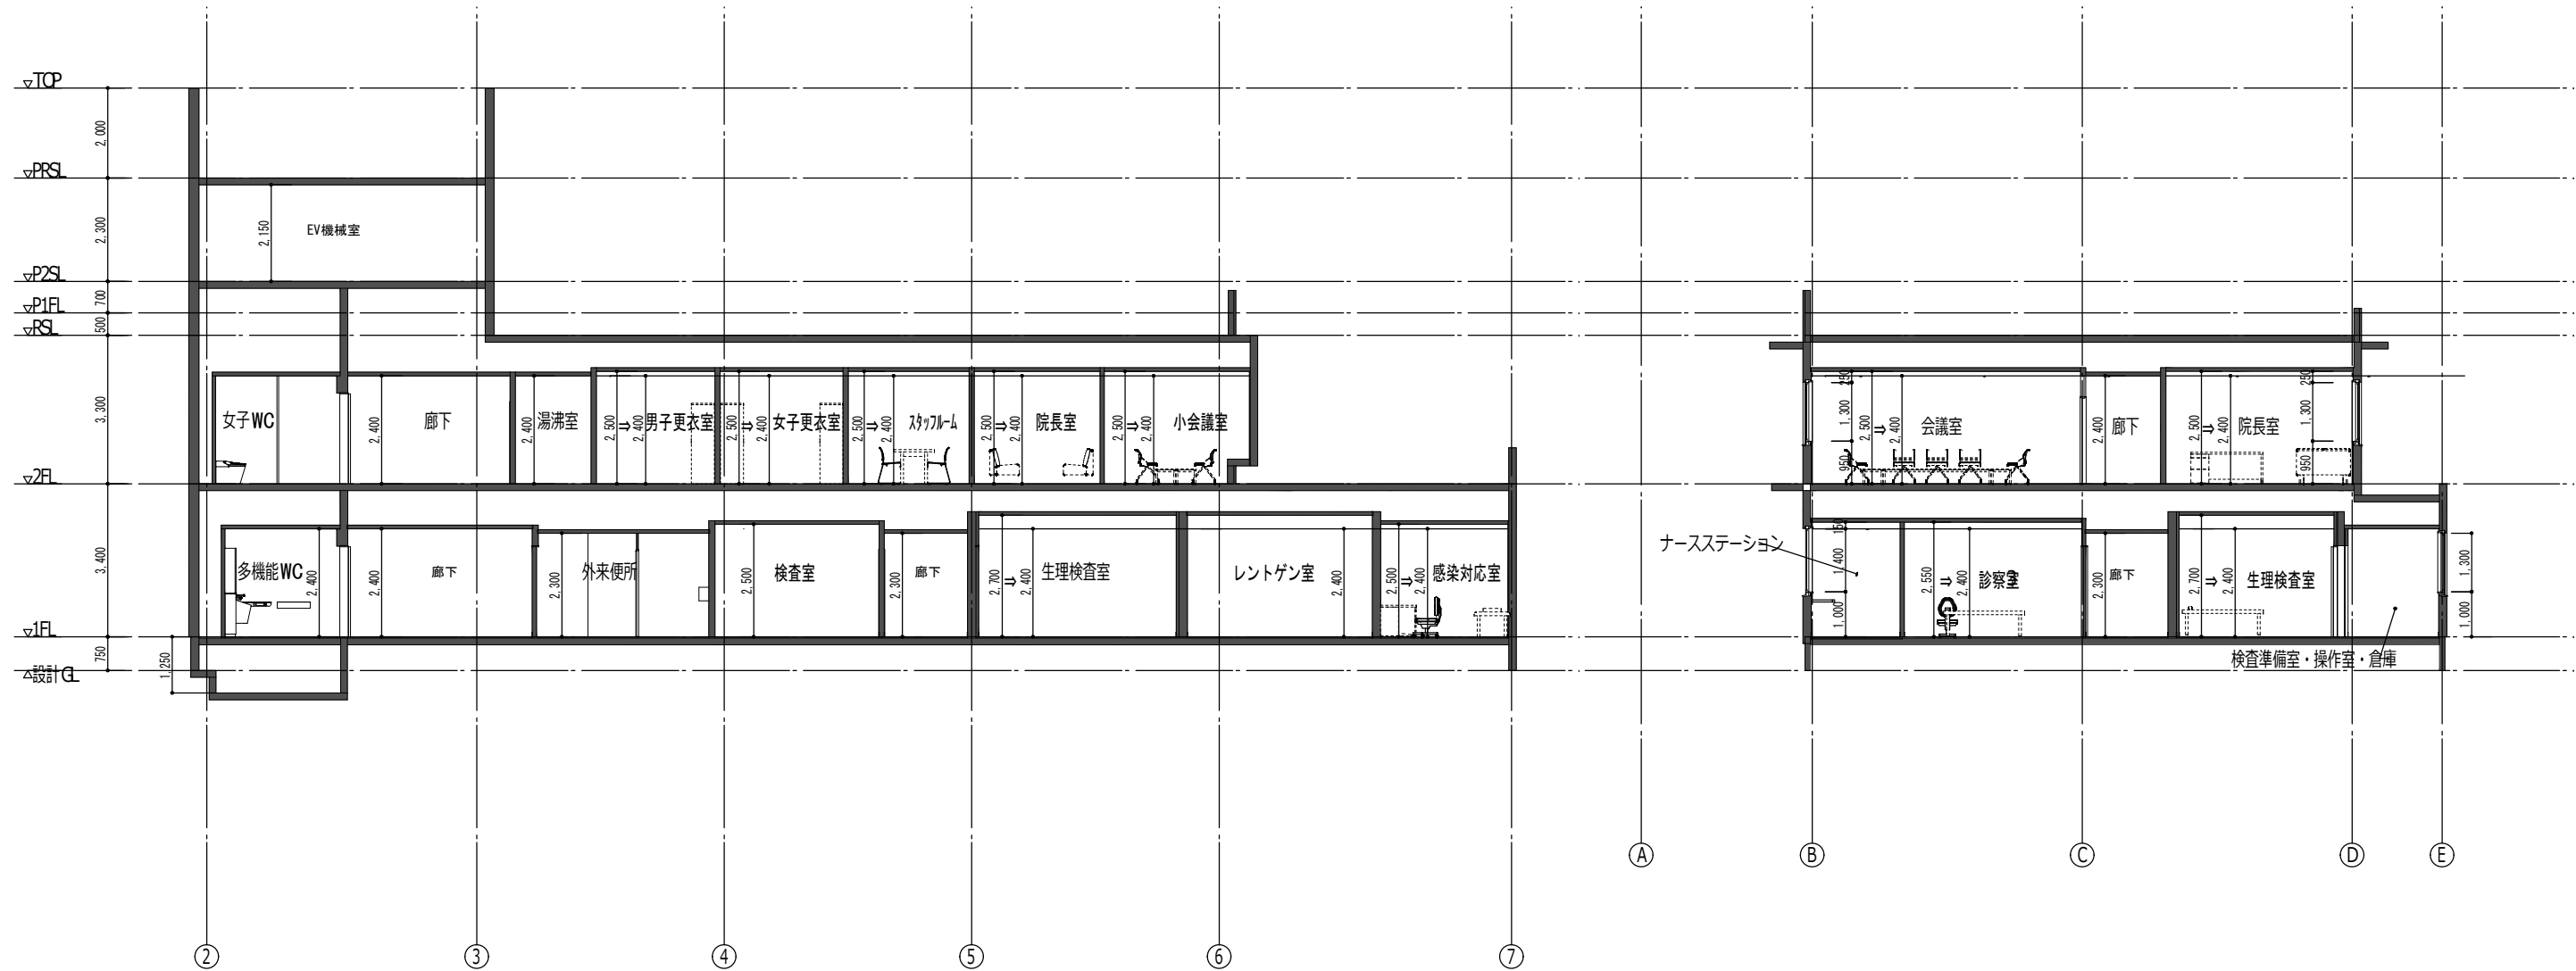 ▽TOP
2,000
▽PRSL
2,300
2,150
EV機械室
▽P2SL
700
▽P1FL
500
▽RSL
3,300
女子WC
2,400
廊下
2,400
湯沸室
2,500⇒2,400
男子更衣室
2,500⇒2,400
女子更衣室
2,500⇒2,400
スタッフルーム
2,500⇒2,400
院長室
2,500⇒2,400
小会議室
250
1,300
950
2,500⇒2,400
会議室
2,400
廊下
2,500⇒2,400
院長室
250
1,300
950
▽2FL
3,400
多機能WC
2,400
2,400
廊下
2,300
外来便所
2,500
検査室
2,300
廊下
2,700⇒2,400
生理検査室
レントゲン室
2,400
2,500⇒2,400
感染対応室
ナースステーション
150
1,400
1,000
2,550⇒2,400
診察室
2,300
廊下
2,700⇒2,400
生理検査室
1,300
1,000
▽1FL
750
1,250
△設計GL
検査準備室・操作室・倉庫
A
B
C
D
E
2
3
4
5
6
7